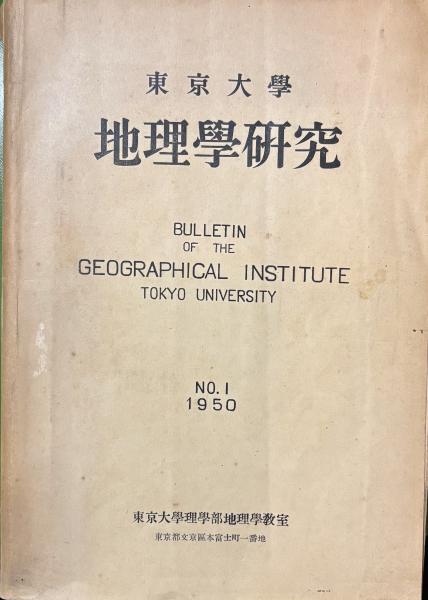 東京大學
地理學研究
BULLETIN
OF THE
GEOGRAPHICAL INSTITUTE
TOKYO UNIVERSITY
NO. 1
1950
東京大學理學部地理學教室
東京都文京區本富士町一番地